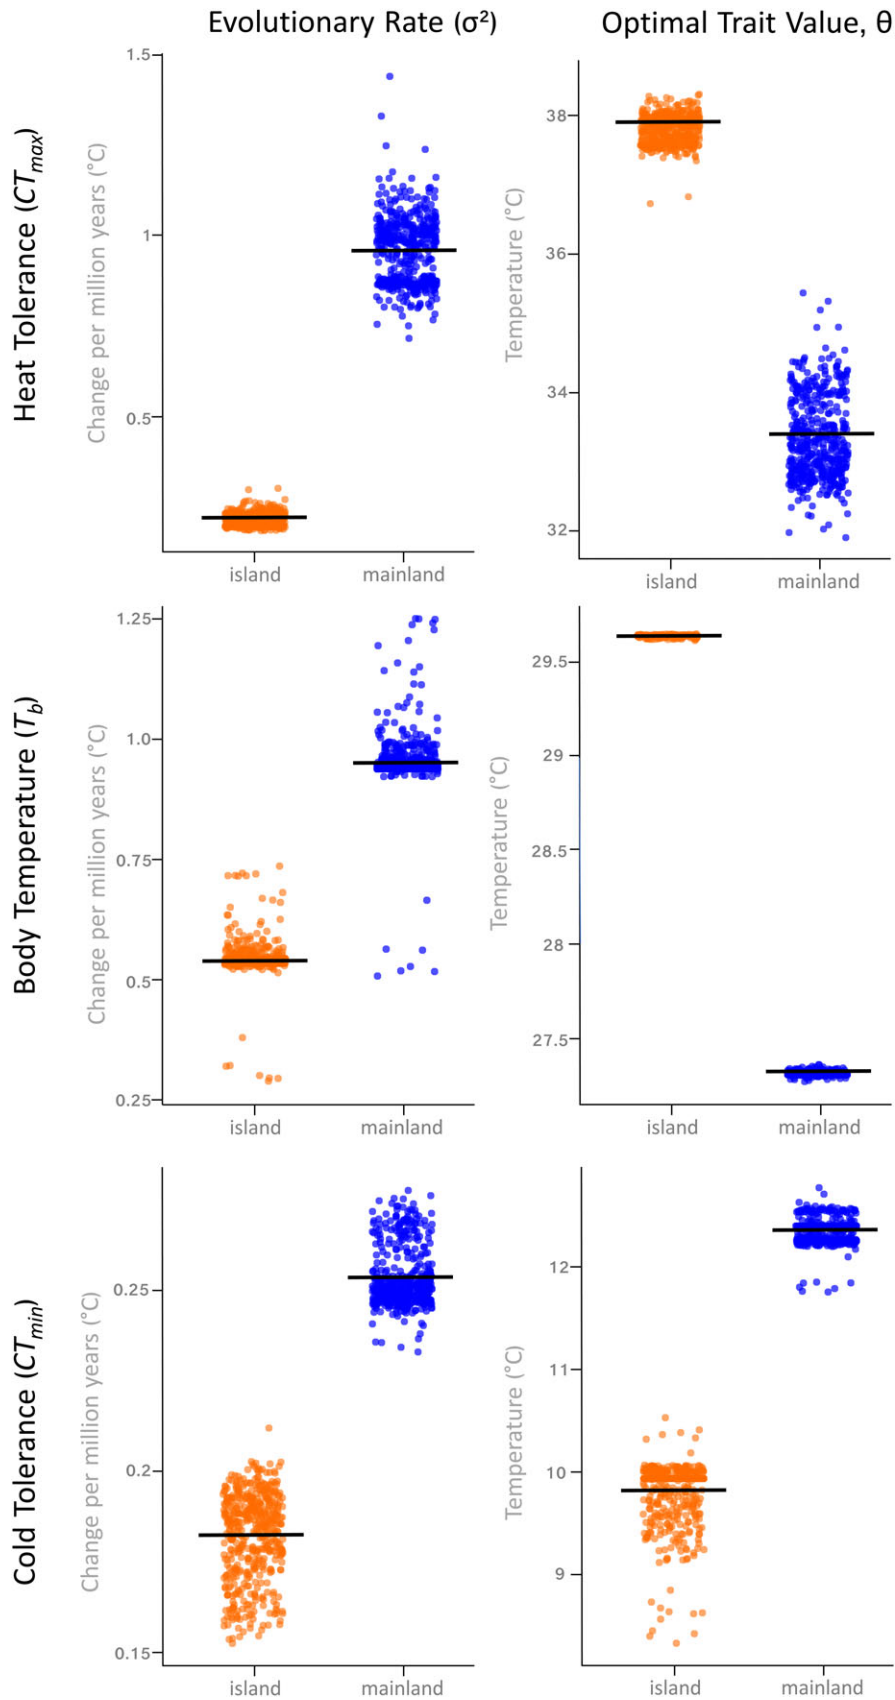 Evolutionary Rate (σ²)
Optimal Trait Value, θ
Heat Tolerance (CTmax)
Change per million years (°C)
1.5
1
0.5
island
mainland
Temperature (°C)
38
36
34
32
island
mainland
Body Temperature (Tb)
Change per million years (°C)
1.25
1.0
0.75
0.5
0.25
island
mainland
Temperature (°C)
29.5
29
28.5
28
27.5
island
mainland
Cold Tolerance (CTmin)
Change per million years (°C)
0.25
0.2
0.15
island
mainland
Temperature (°C)
12
11
10
9
island
mainland